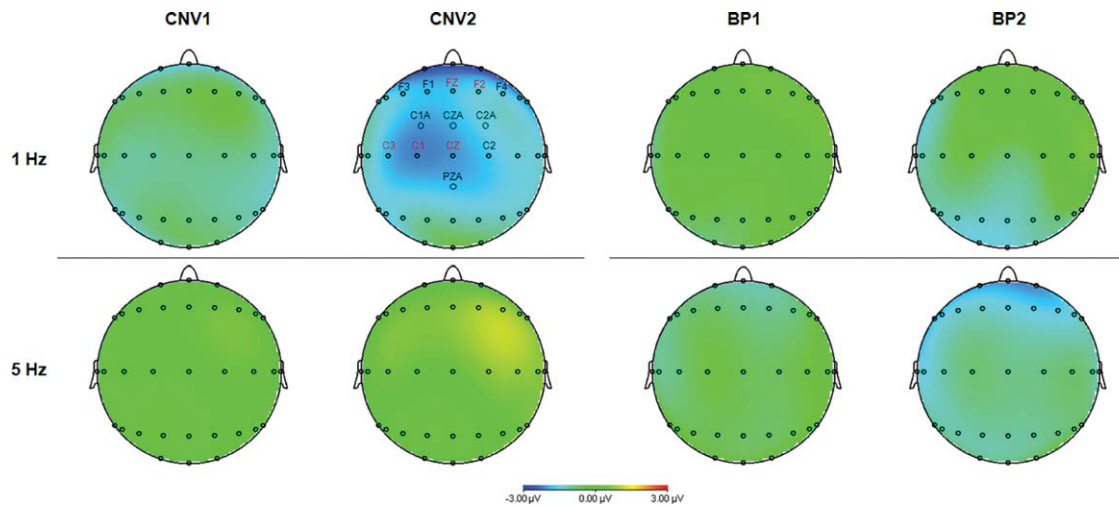 CNV1 CNV2 BP1 BP2
F3 F1 FZ F2 F4
C1A CZA C2A
1 Hz C3 C1 CZ C2
PZA
5 Hz
-3.00 µV 0.00 µV 3.00 µV